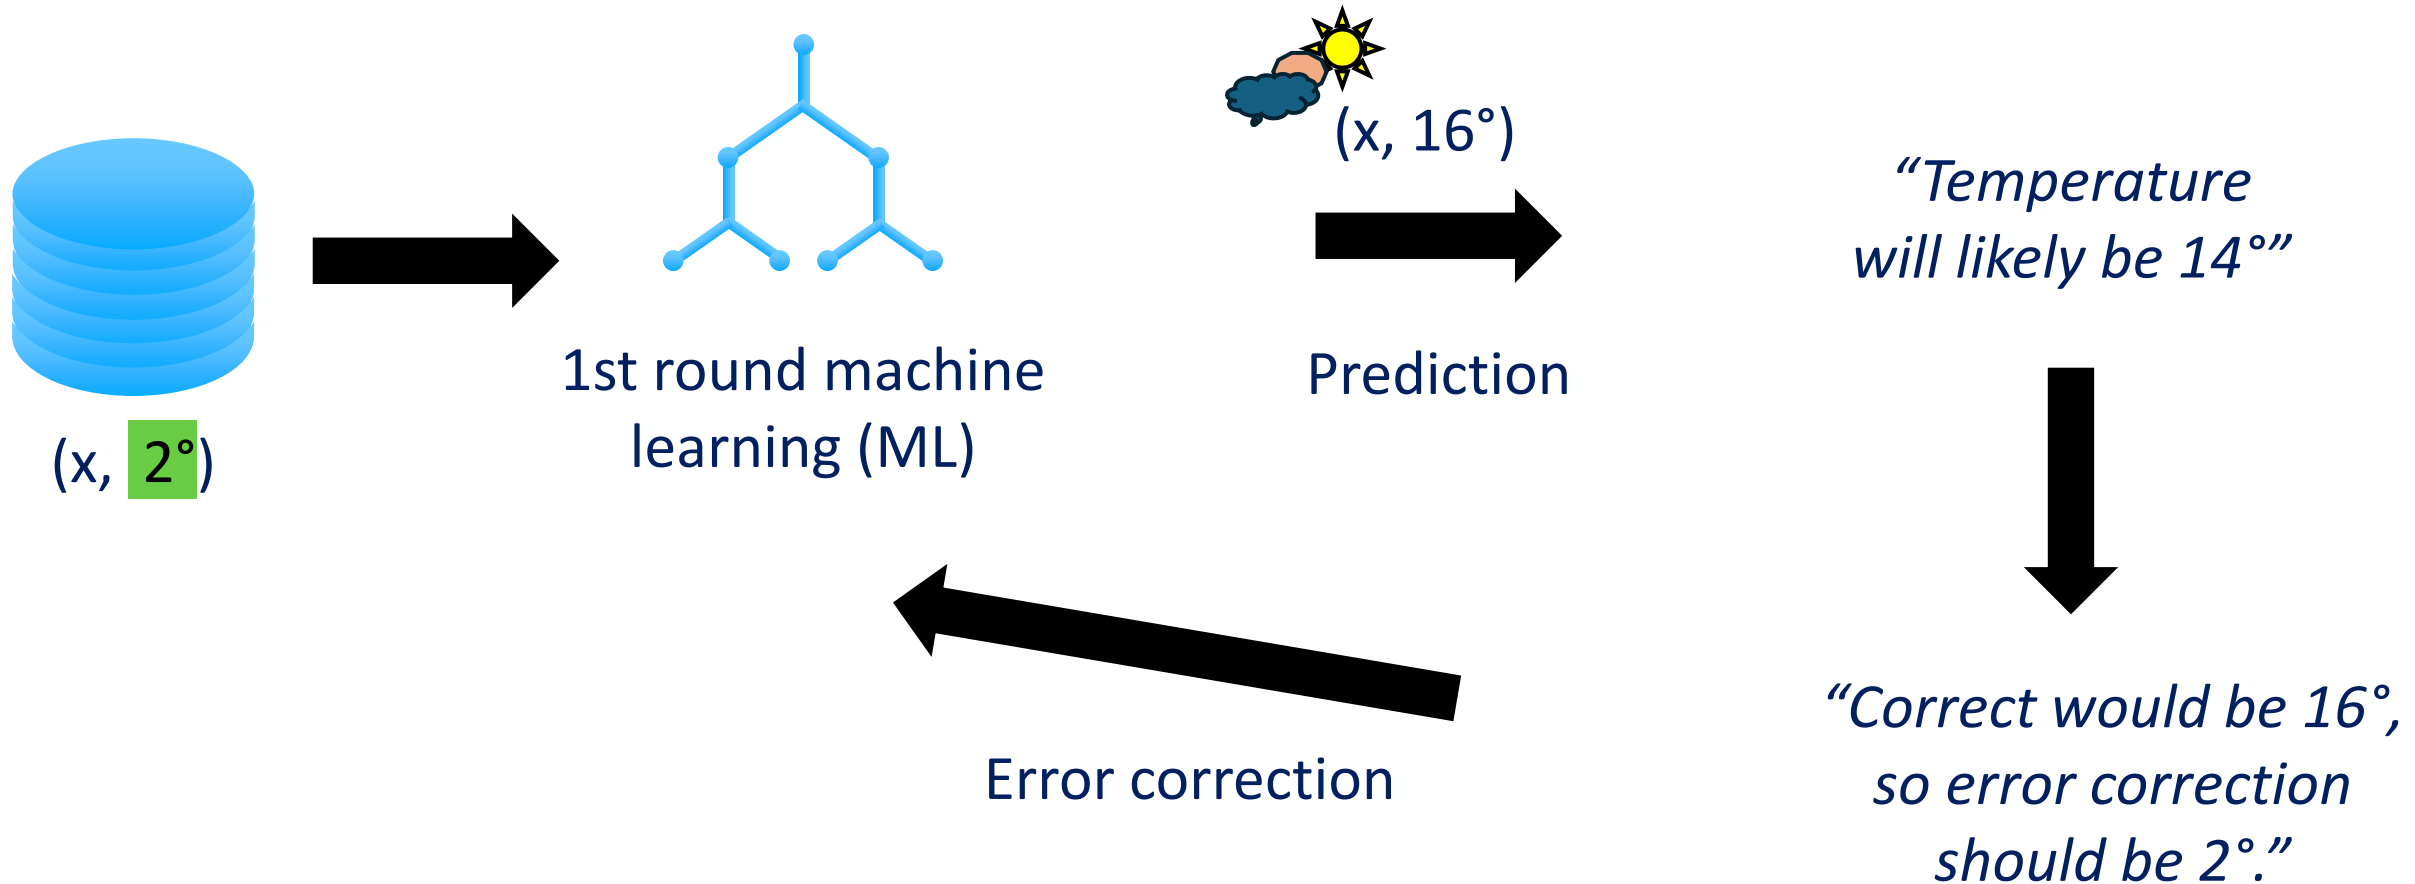 (x, 2°)
1st round machine
learning (ML)
(x, 16°)
Prediction
“Temperature
will likely be 14°”
“Correct would be 16°,
so error correction
should be 2°.”
Error correction